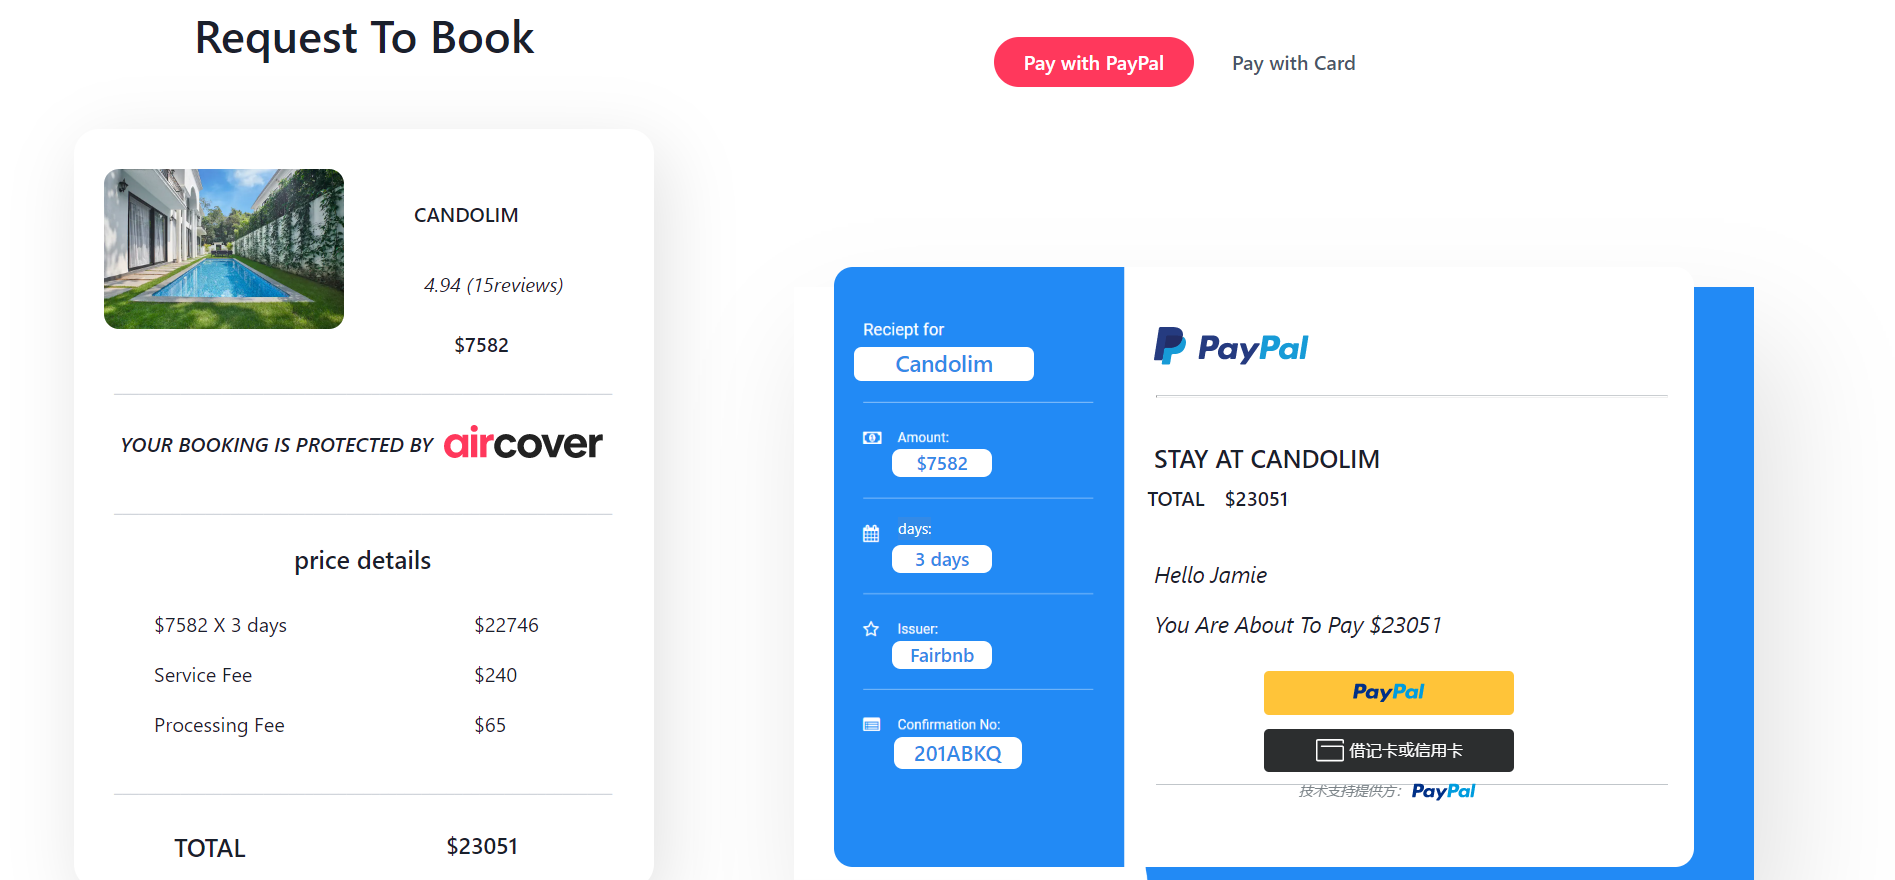 Request To Book
CANDOLIM
4.94 (15reviews)
$7582
YOUR BOOKING IS PROTECTED BY aircover
price details
$7582 X 3 days $22746
Service Fee $240
Processing Fee $65
TOTAL $23051
Pay with PayPal Pay with Card
Reciept for
Candolim
Amount:
$7582
days:
3 days
Issuer:
Fairbnb
Confirmation No:
201ABKQ
PayPal
STAY AT CANDOLIM
TOTAL $23051
Hello Jamie
You Are About To Pay $23051
PayPal
借记卡或信用卡
技术支持提供方： PayPal